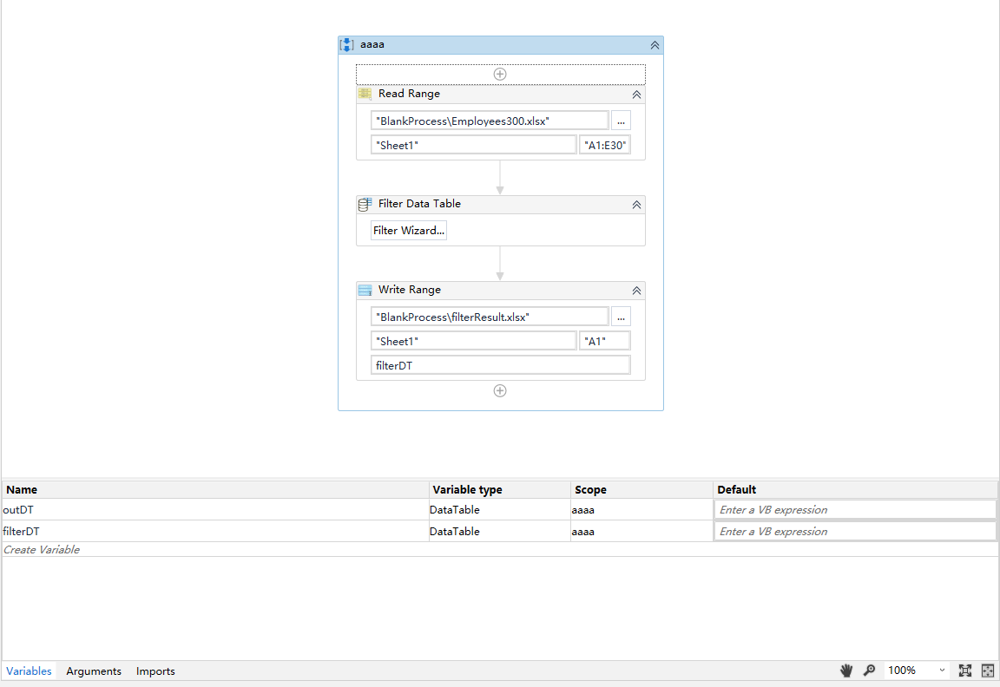 aaaa
Read Range
"BlankProcess\Employees300.xlsx" ...
"Sheet1" "A1:E30"
Filter Data Table
Filter Wizard...
Write Range
"BlankProcess\filterResult.xlsx" ...
"Sheet1" "A1"
filterDT
Name Variable type Scope Default
outDT DataTable aaaa Enter a VB expression
filterDT DataTable aaaa Enter a VB expression
Create Variable
Variables Arguments Imports 100%